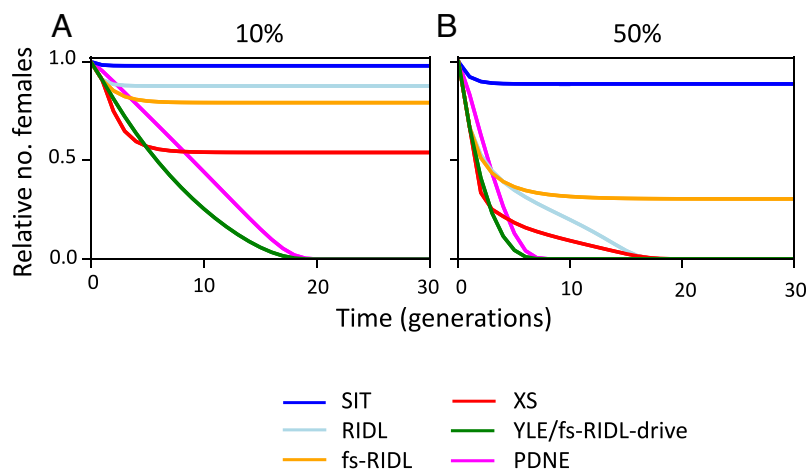 A
10%
B
50%
Relative no. females
1.0
0.5
0.0
0
10
20
30
0
10
20
30
Time (generations)
SIT
RIDL
fs-RIDL
XS
YLE/fs-RIDL-drive
PDNE